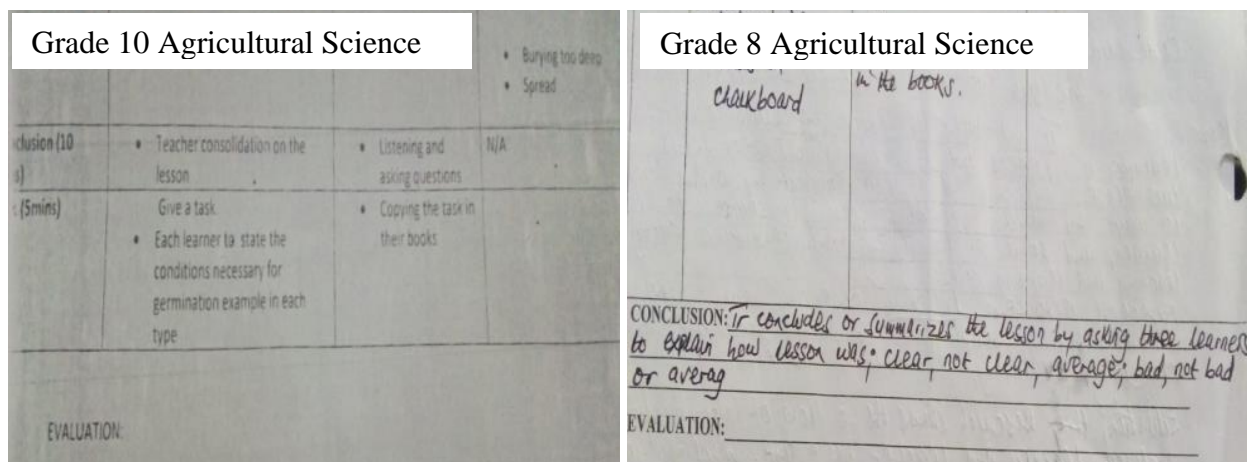 Grade 10 Agricultural Science
• Burying too deep
• Spread
clusion (10
s)
• Teacher consolidation on the
lesson
• Listening and
asking questions
N/A
(5mins)
Give a task
• Each learner to state the
conditions necessary for
germination example in each
type
• Copying the task in
their books
EVALUATION:
Grade 8 Agricultural Science
chalkboard
in the books.
CONCLUSION: Tr concludes or summarizes the lesson by asking three learners
to explain how lesson was; clear, not clear, average; bad, not bad
or averag
EVALUATION: